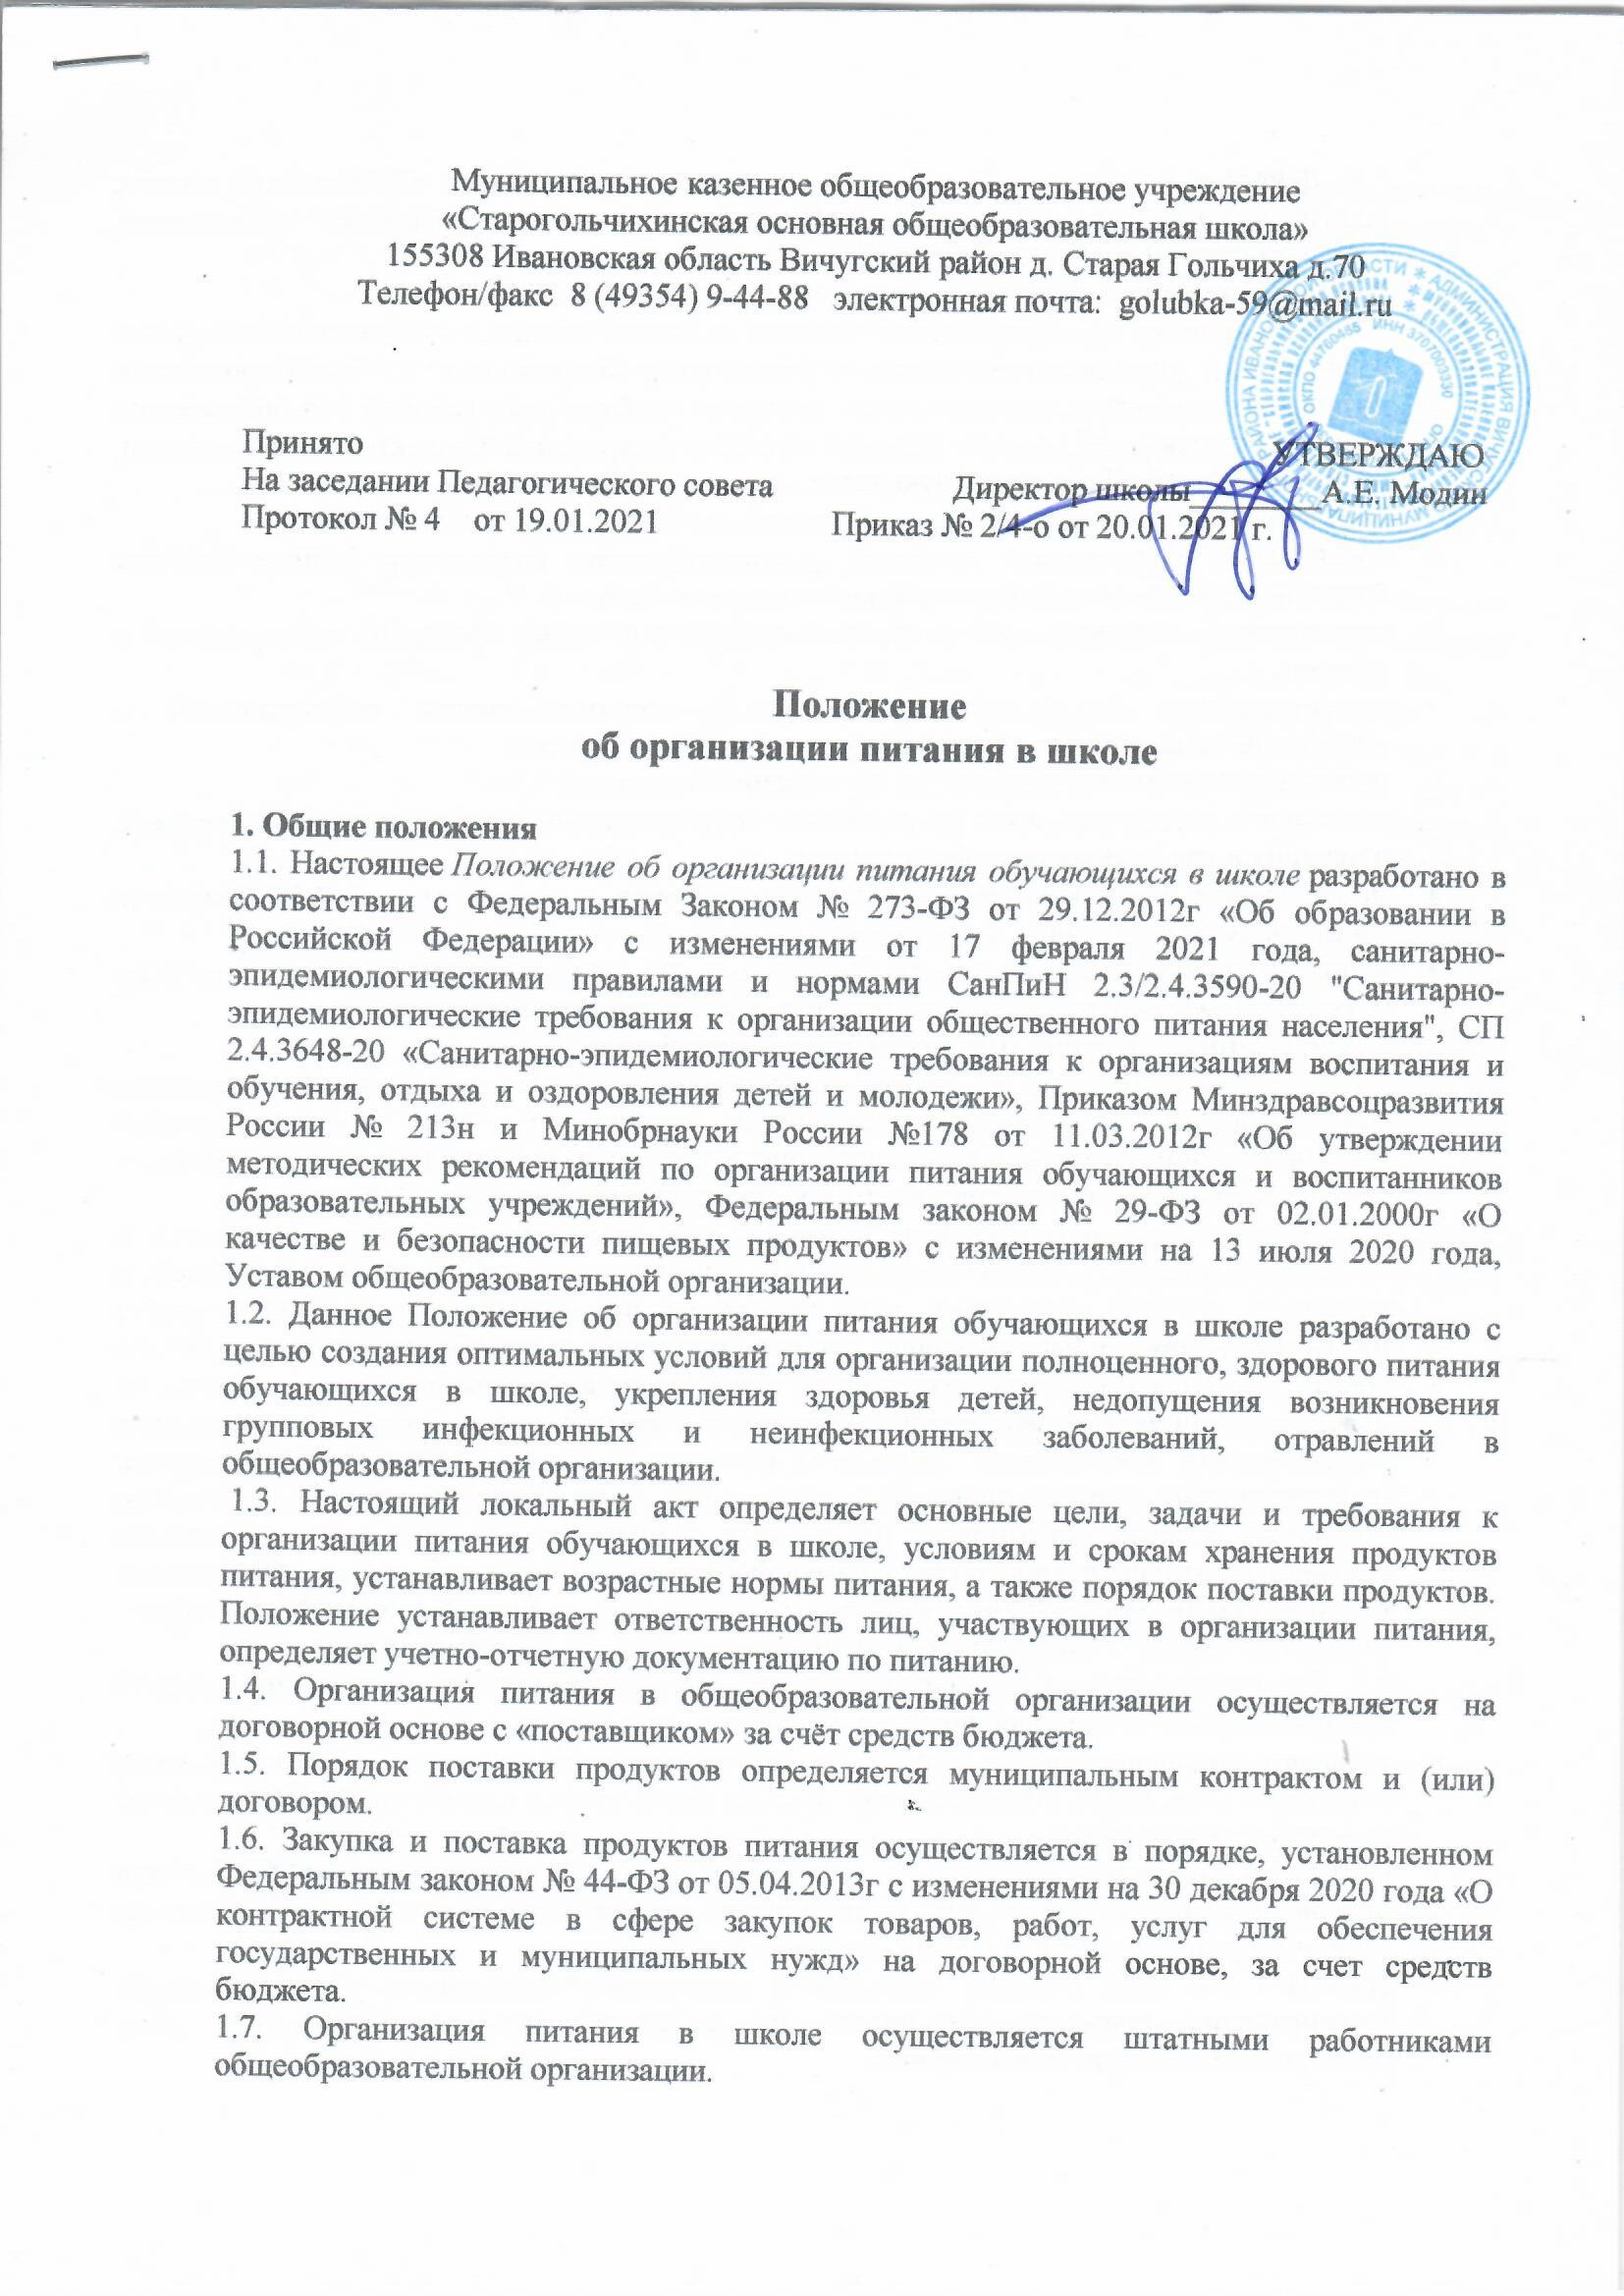 Муниципальное казенное общеобразовательное учреждение
«Старогольчихинская основная общеобразовательная школа»
155308 Ивановская область Вичугский район д. Старая Гольчиха д.70
Телефон/факс 8 (49354) 9-44-88 электронная почта: golubka-59@mail.ru
ОКПО 44760485 ИНН 3707003330
Принято УТВЕРЖДАЮ
На заседании Педагогического совета Директор школы________А.Е. Модин
Протокол № 4 от 19.01.2021 Приказ № 2/4-о от 20.01.2021 г.
Положение
об организации питания в школе
1. Общие положения
1.1. Настоящее Положение об организации питания обучающихся в школе разработано в
соответствии с Федеральным Законом № 273-ФЗ от 29.12.2012г «Об образовании в
Российской Федерации» с изменениями от 17 февраля 2021 года, санитарно-
эпидемиологическими правилами и нормами СанПиН 2.3/2.4.3590-20 "Санитарно-
эпидемиологические требования к организации общественного питания населения", СП
2.4.3648-20 «Санитарно-эпидемиологические требования к организациям воспитания и
обучения, отдыха и оздоровления детей и молодежи», Приказом Минздравсоцразвития
России № 213н и Минобрнауки России №178 от 11.03.2012г «Об утверждении
методических рекомендаций по организации питания обучающихся и воспитанников
образовательных учреждений», Федеральным законом № 29-ФЗ от 02.01.2000г «О
качестве и безопасности пищевых продуктов» с изменениями на 13 июля 2020 года,
Уставом общеобразовательной организации.
1.2. Данное Положение об организации питания обучающихся в школе разработано с
целью создания оптимальных условий для организации полноценного, здорового питания
обучающихся в школе, укрепления здоровья детей, недопущения возникновения
групповых инфекционных и неинфекционных заболеваний, отравлений в
общеобразовательной организации.
1.3. Настоящий локальный акт определяет основные цели, задачи и требования к
организации питания обучающихся в школе, условиям и срокам хранения продуктов
питания, устанавливает возрастные нормы питания, а также порядок поставки продуктов.
Положение устанавливает ответственность лиц, участвующих в организации питания,
определяет учетно-отчетную документацию по питанию.
1.4. Организация питания в общеобразовательной организации осуществляется на
договорной основе с «поставщиком» за счёт средств бюджета.
1.5. Порядок поставки продуктов определяется муниципальным контрактом и (или)
договором.
1.6. Закупка и поставка продуктов питания осуществляется в порядке, установленном
Федеральным законом № 44-ФЗ от 05.04.2013г с изменениями на 30 декабря 2020 года «О
контрактной системе в сфере закупок товаров, работ, услуг для обеспечения
государственных и муниципальных нужд» на договорной основе, за счет средств
бюджета.
1.7. Организация питания в школе осуществляется штатными работниками
общеобразовательной организации.